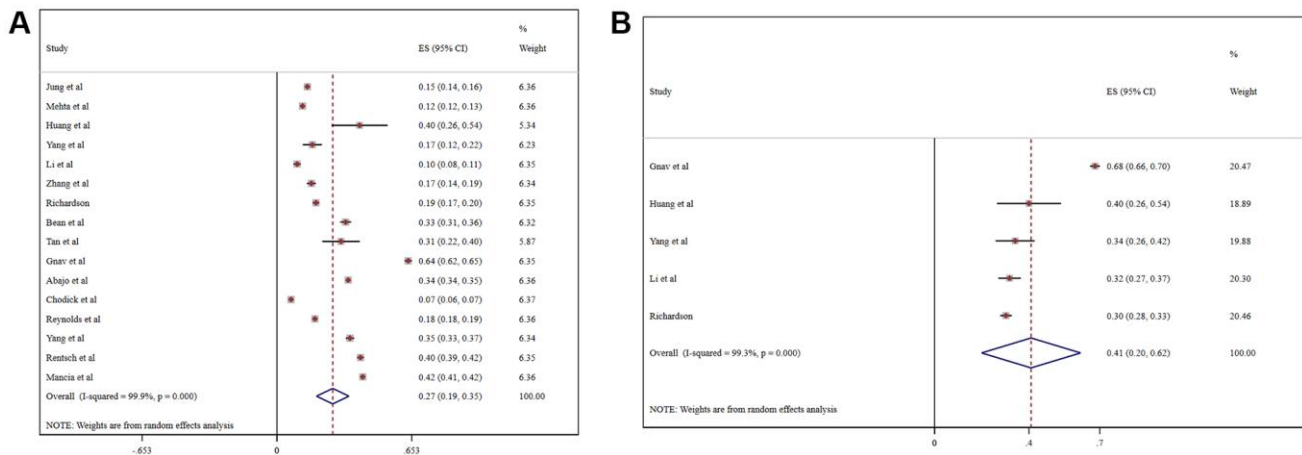 A
%
Study ES (95% CI) Weight
Jung et al 0.15 (0.14, 0.16) 6.36
Mehta et al 0.12 (0.12, 0.13) 6.36
Huang et al 0.40 (0.26, 0.54) 5.34
Yang et al 0.17 (0.12, 0.22) 6.23
Li et al 0.10 (0.08, 0.11) 6.35
Zhang et al 0.17 (0.14, 0.19) 6.34
Richardson 0.19 (0.17, 0.20) 6.35
Bean et al 0.33 (0.31, 0.36) 6.32
Tan et al 0.31 (0.22, 0.40) 5.87
Gnav et al 0.64 (0.62, 0.65) 6.35
Abajo et al 0.34 (0.34, 0.35) 6.36
Chodick et al 0.07 (0.06, 0.07) 6.37
Reynolds et al 0.18 (0.18, 0.19) 6.36
Yang et al 0.35 (0.33, 0.37) 6.34
Rentsch et al 0.40 (0.39, 0.42) 6.35
Mancia et al 0.42 (0.41, 0.42) 6.36
Overall (I-squared = 99.9%, p = 0.000) 0.27 (0.19, 0.35) 100.00
NOTE: Weights are from random effects analysis
-.653 0 .653
B
%
Study ES (95% CI) Weight
Gnav et al 0.68 (0.66, 0.70) 20.47
Huang et al 0.40 (0.26, 0.54) 18.89
Yang et al 0.34 (0.26, 0.42) 19.88
Li et al 0.32 (0.27, 0.37) 20.30
Richardson 0.30 (0.28, 0.33) 20.46
Overall (I-squared = 99.3%, p = 0.000) 0.41 (0.20, 0.62) 100.00
NOTE: Weights are from random effects analysis
0 .4 .7